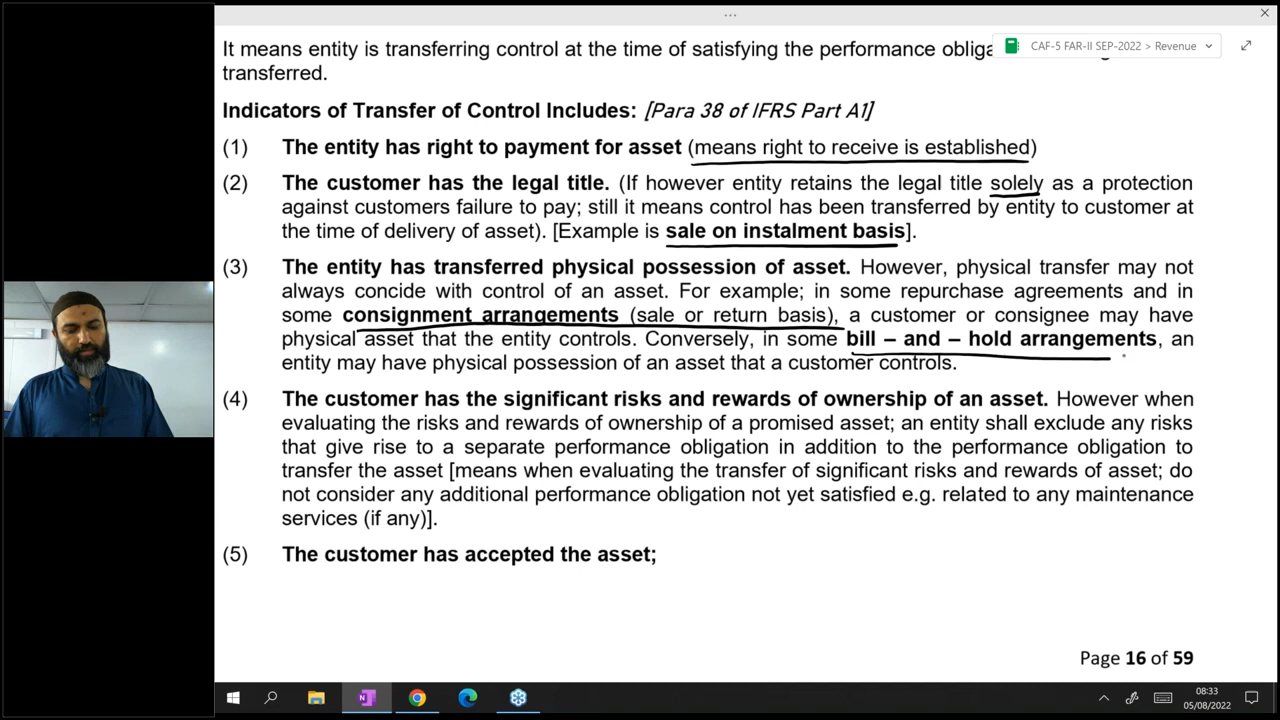 It means entity is transferring control at the time of satisfying the performance obliga
CAF-5 FAR-II SEP-2022 > Revenue
transferred.
Indicators of Transfer of Control Includes: [Para 38 of IFRS Part A1]
(1) The entity has right to payment for asset (means right to receive is established)
(2) The customer has the legal title. (If however entity retains the legal title solely as a protection
against customers failure to pay; still it means control has been transferred by entity to customer at
the time of delivery of asset). [Example is sale on instalment basis].
(3) The entity has transferred physical possession of asset. However, physical transfer may not
always concide with control of an asset. For example; in some repurchase agreements and in
some consignment arrangements (sale or return basis), a customer or consignee may have
physical asset that the entity controls. Conversely, in some bill – and – hold arrangements, an
entity may have physical possession of an asset that a customer controls.
(4) The customer has the significant risks and rewards of ownership of an asset. However when
evaluating the risks and rewards of ownership of a promised asset; an entity shall exclude any risks
that give rise to a separate performance obligation in addition to the performance obligation to
transfer the asset [means when evaluating the transfer of significant risks and rewards of asset; do
not consider any additional performance obligation not yet satisfied e.g. related to any maintenance
services (if any)].
(5) The customer has accepted the asset;
Page 16 of 59
08:33
05/08/2022